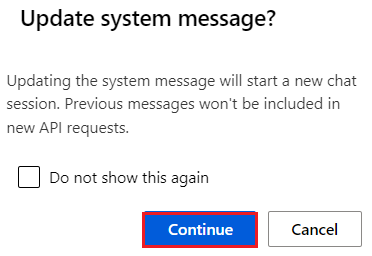 Update system message?
Updating the system message will start a new chat
session. Previous messages won't be included in
new API requests.
Do not show this again
Continue
Cancel